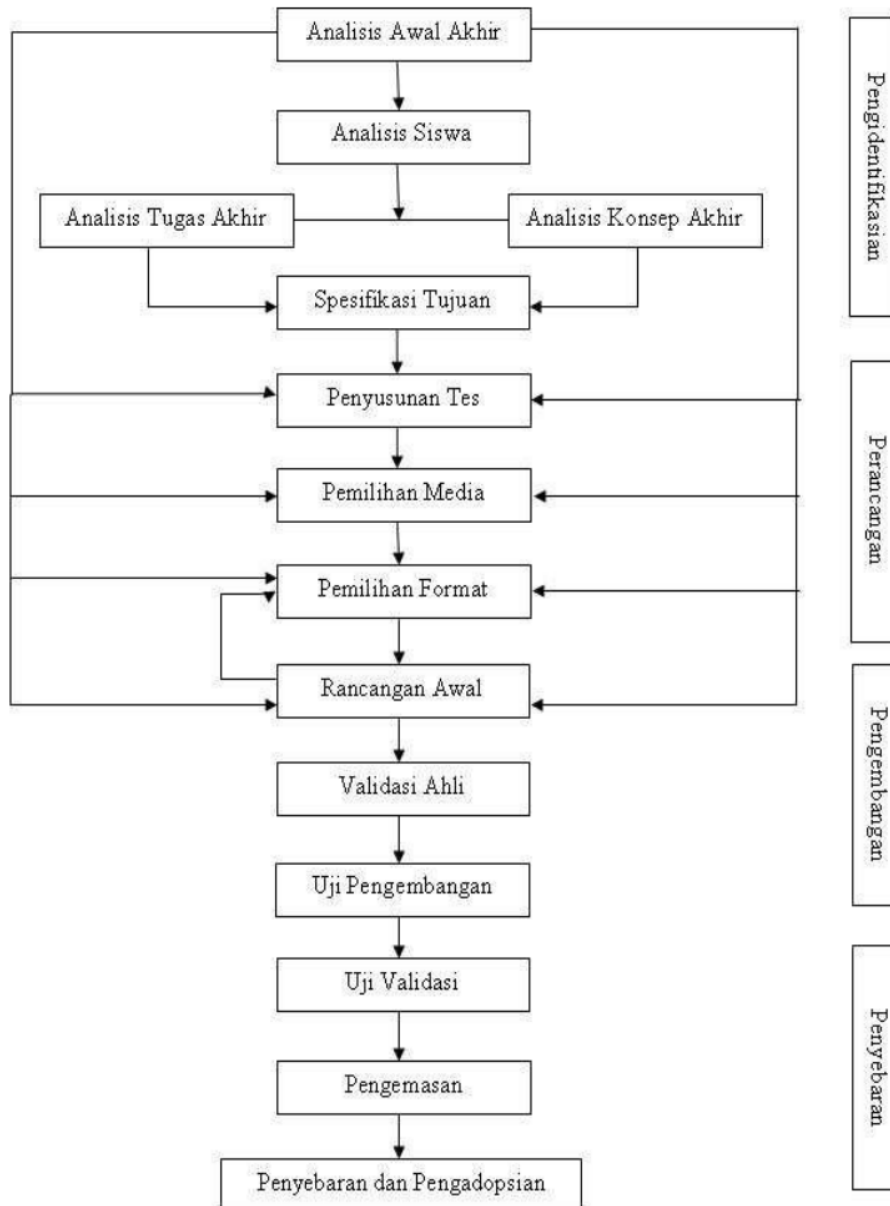 Analisis Awal Akhir
Analisis Siswa
Analisis Tugas Akhir
Analisis Konsep Akhir
Spesifikasi Tujuan
Penyusunan Tes
Pemilihan Media
Pemilihan Format
Rancangan Awal
Validasi Ahli
Uji Pengembangan
Uji Validasi
Pengemasan
Penyebaran dan Pengadopsian
Pengidentifikasian
Perancangan
Pengembangan
Penyebaran